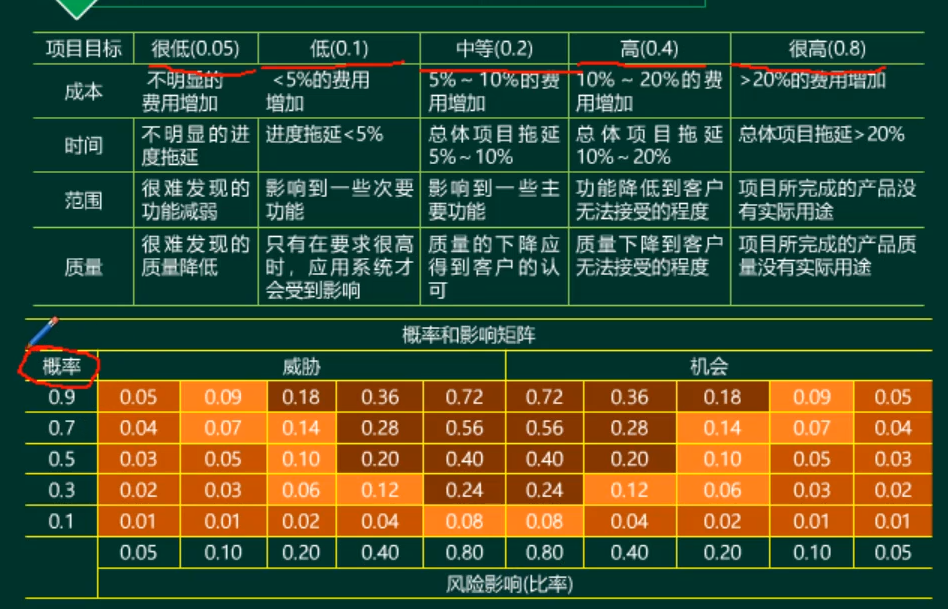 项目目标 很低(0.05) 低(0.1) 中等(0.2) 高(0.4) 很高(0.8)
成本 不明显的费用增加 <5%的费用增加 5%~10%的费用增加 10%~20%的费用增加 >20%的费用增加
时间 不明显的进度拖延 进度拖延<5% 总体项目拖延5%~10% 总体项目拖延10%~20% 总体项目拖延>20%
范围 很难发现的功能减弱 影响到一些次要功能 影响到一些主要功能 功能降低到客户无法接受的程度 项目所完成的产品没有实际用途
质量 很难发现的质量降低 只有在要求很高时，应用系统才会受到影响 质量的下降应得到客户的认可 质量下降到客户无法接受的程度 项目所完成的产品质量没有实际用途
概率和影响矩阵
概率 威胁 机会
0.9 0.05 0.09 0.18 0.36 0.72 0.72 0.36 0.18 0.09 0.05
0.7 0.04 0.07 0.14 0.28 0.56 0.56 0.28 0.14 0.07 0.04
0.5 0.03 0.05 0.10 0.20 0.40 0.40 0.20 0.10 0.05 0.03
0.3 0.02 0.03 0.06 0.12 0.24 0.24 0.12 0.06 0.03 0.02
0.1 0.01 0.01 0.02 0.04 0.08 0.08 0.04 0.02 0.01 0.01
0.05 0.10 0.20 0.40 0.80 0.80 0.40 0.20 0.10 0.05
风险影响(比率)